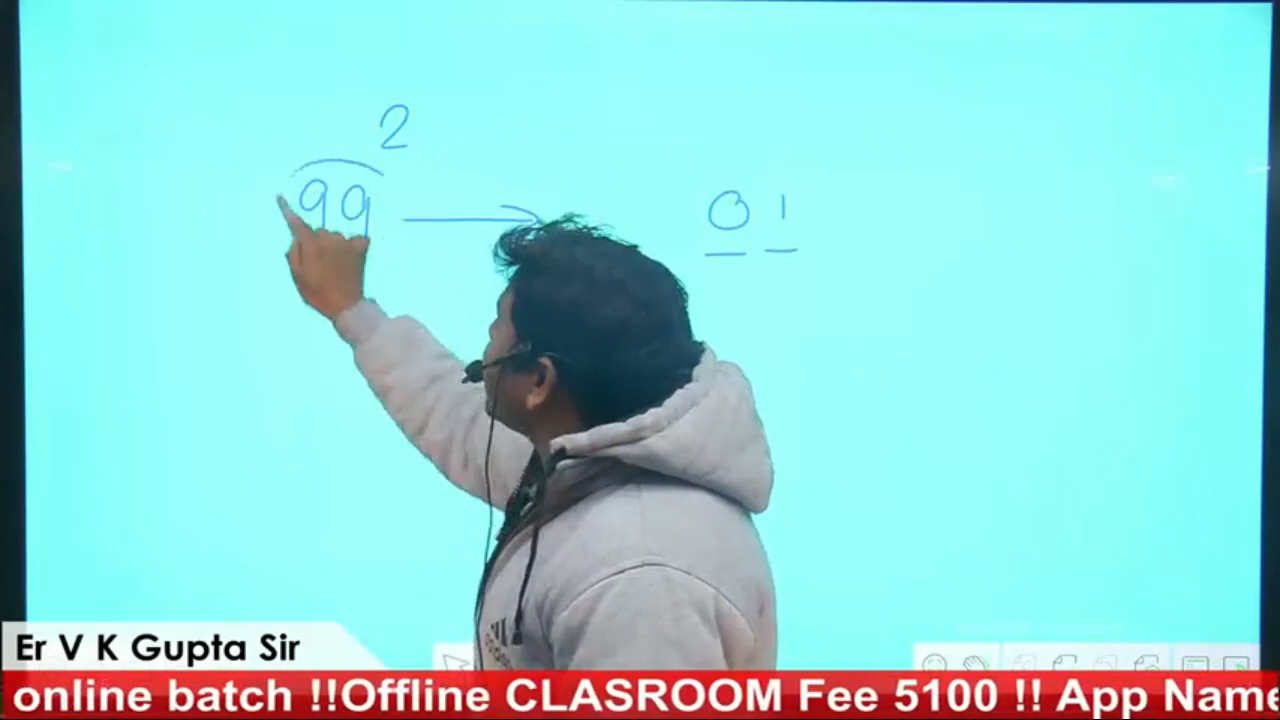 2
99 → 01
Er V K Gupta Sir
online batch !!Offline CLASROOM Fee 5100 !! App Name